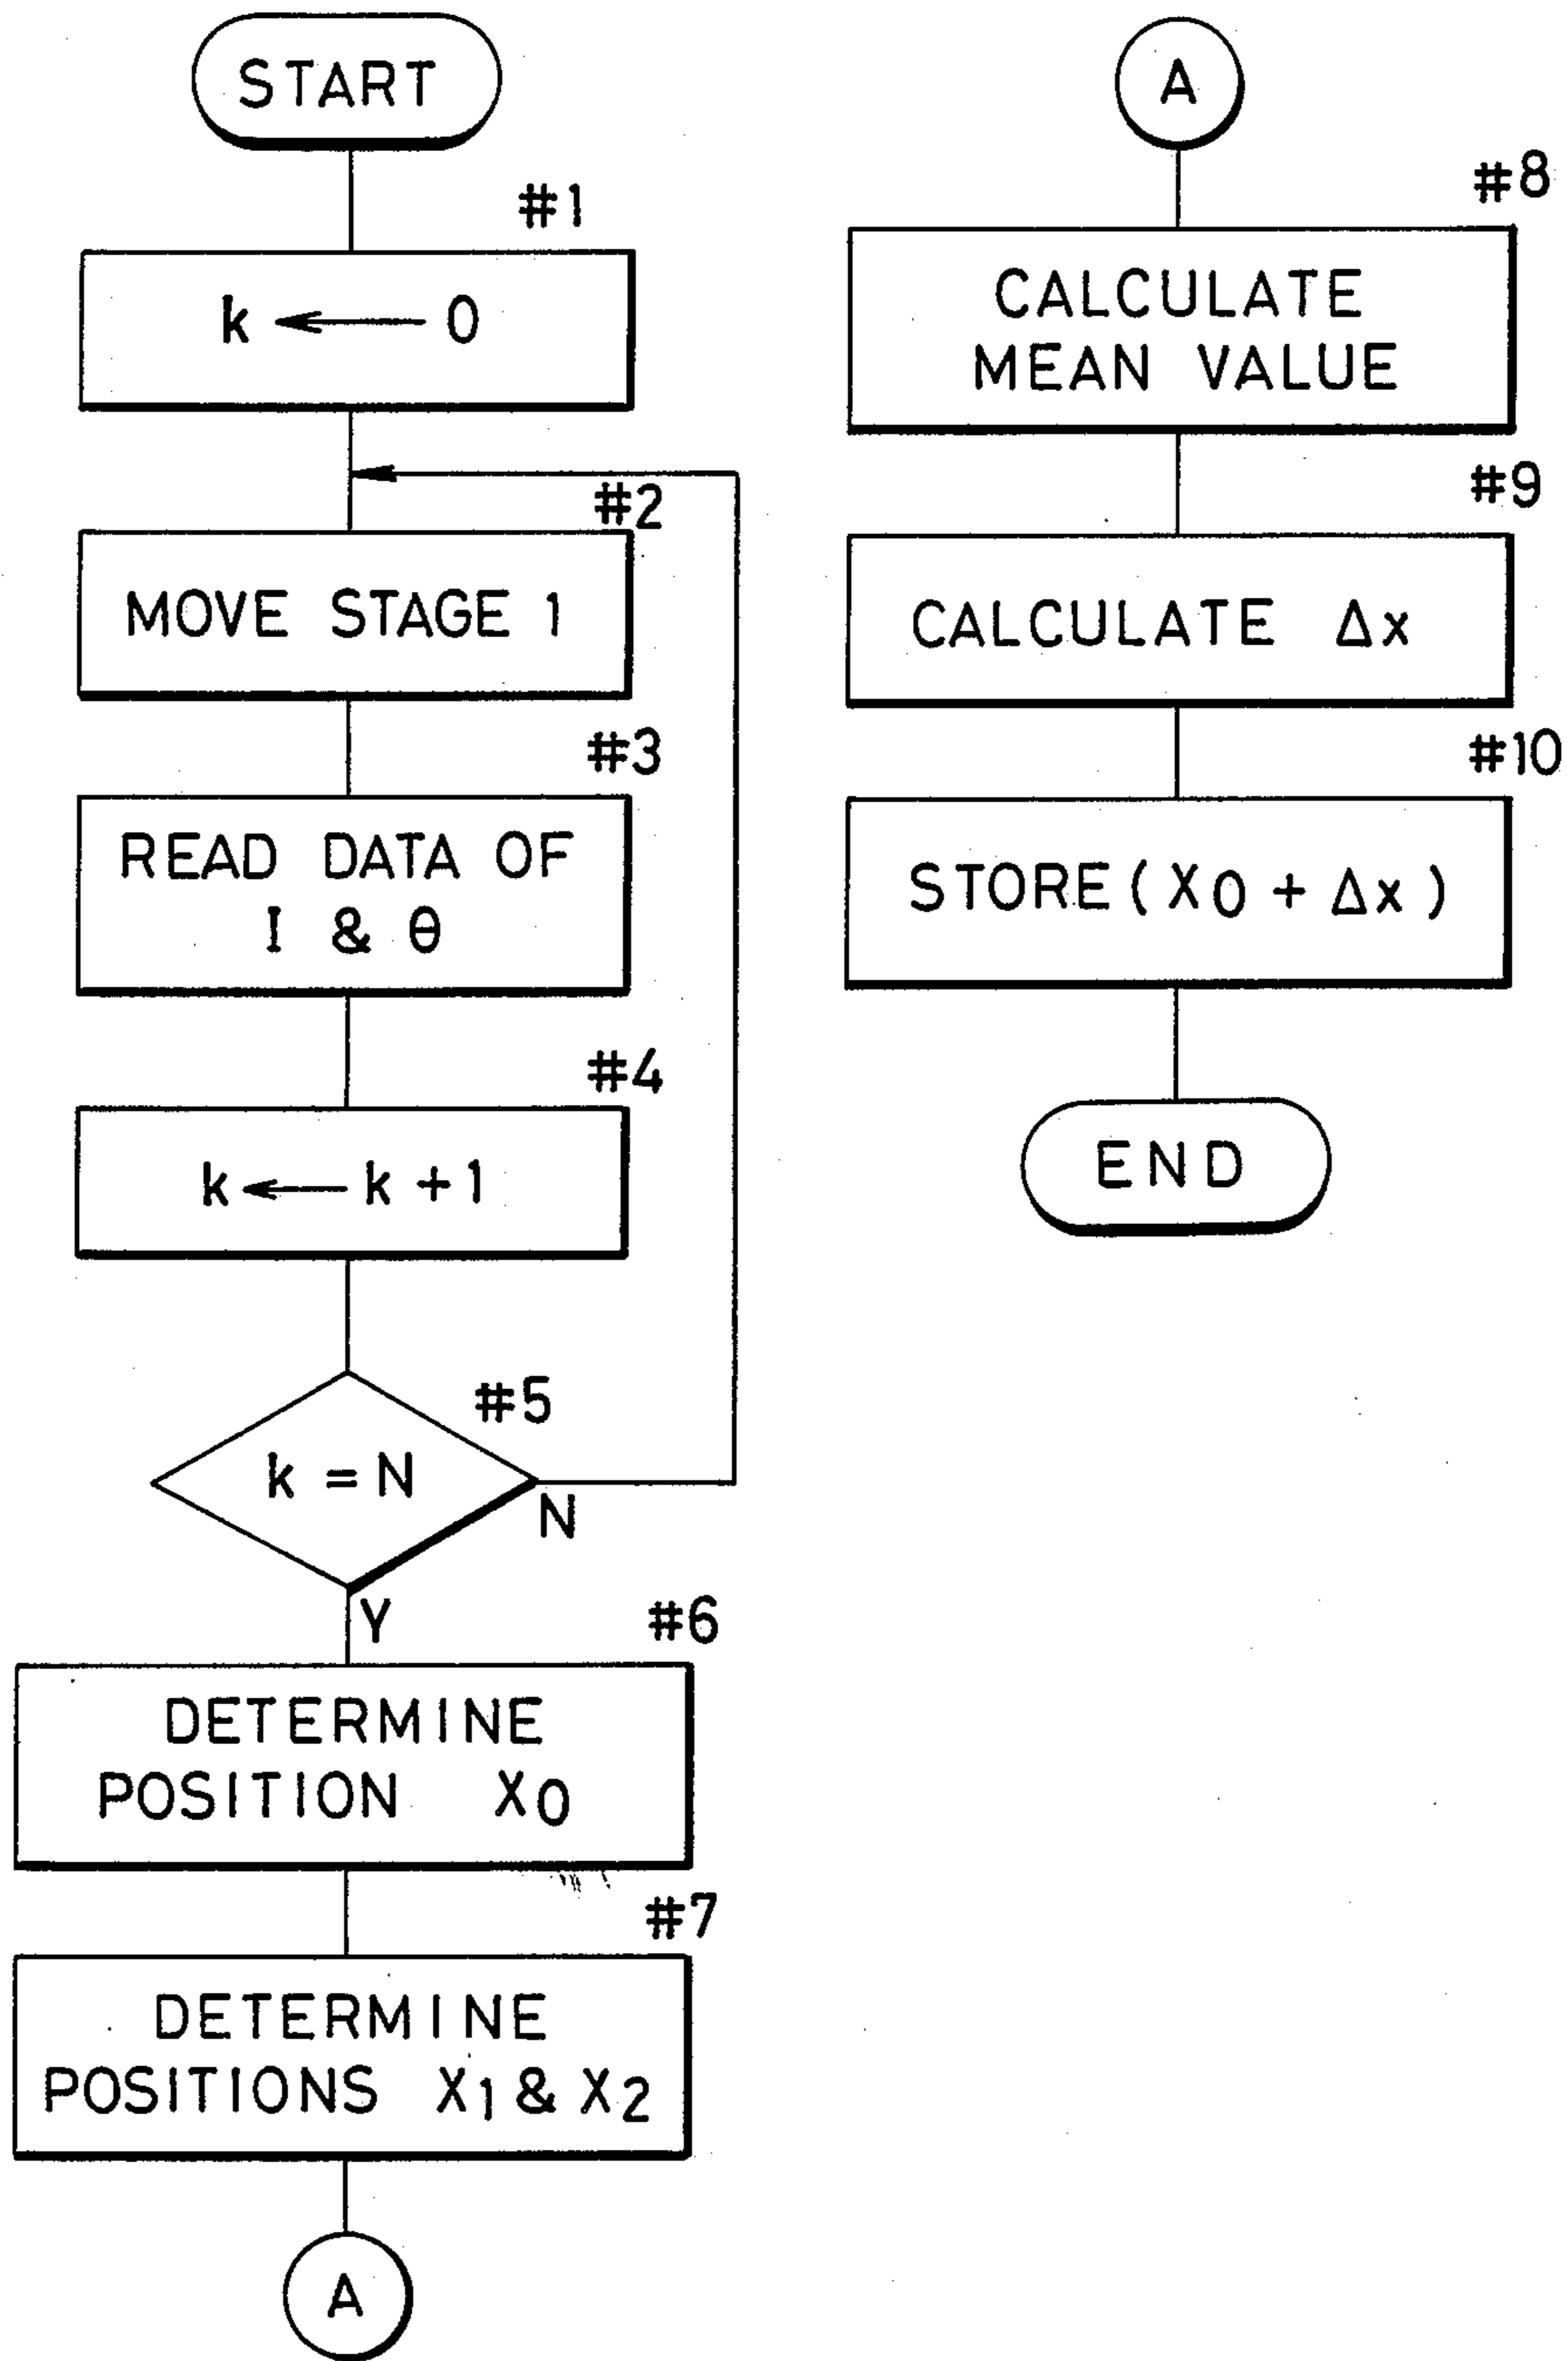 START
#1
k ← 0
#2
MOVE STAGE 1
#3
READ DATA OF
I & θ
#4
k ← k + 1
#5
k = N
N
Y
#6
DETERMINE
POSITION X0
#7
DETERMINE
POSITIONS X1 & X2
A
A
#8
CALCULATE
MEAN VALUE
#9
CALCULATE Δx
#10
STORE ( X0 + Δx )
END